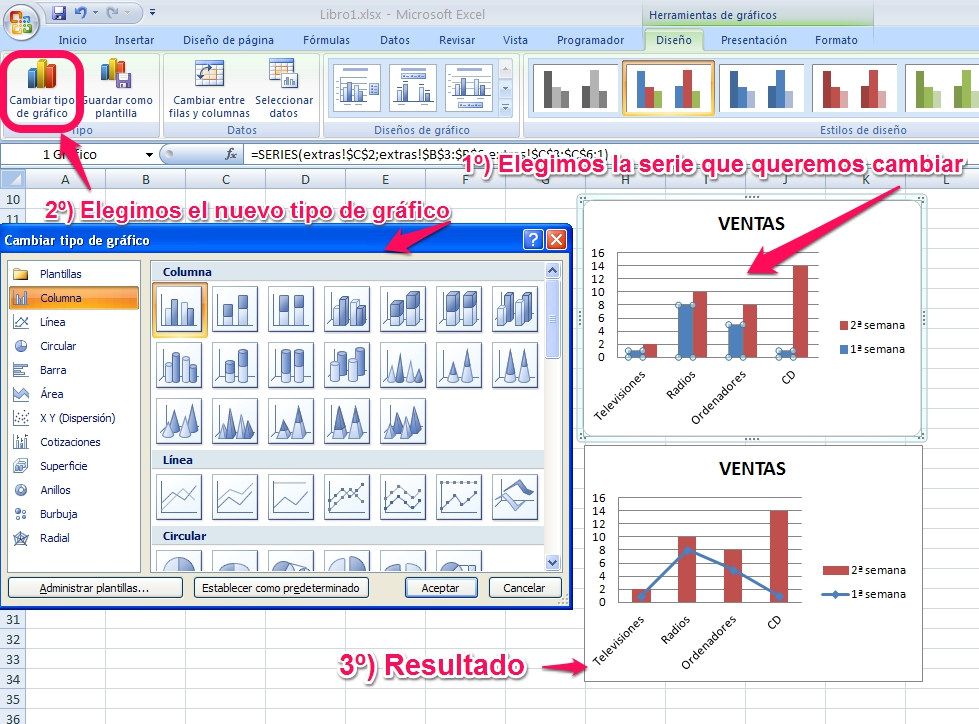 Libro1.xlsx - Microsoft Excel
Herramientas de gráficos
Inicio Insertar Diseño de página Fórmulas Datos Revisar Vista Programador Diseño Presentación Formato
Cambiar tipo de gráfico
Guardar como plantilla
Cambiar entre filas y columnas
Seleccionar datos
Tipo
Datos
Diseños de gráfico
Estilos de diseño
1 Gráfico
fx
=SERIES(extras!$C$2;extras!$B$3:$B$6;extras!$C$3:$C$6;1)
1º) Elegimos la serie que queremos cambiar
A B C D E F G H I J K L
10
11
2º) Elegimos el nuevo tipo de gráfico
Cambiar tipo de gráfico
?
Plantillas
Columna
Línea
Circular
Barra
Área
X Y (Dispersión)
Cotizaciones
Superficie
Anillos
Burbuja
Radial
Columna
Línea
Circular
Administrar plantillas...
Establecer como predeterminado
Aceptar
Cancelar
VENTAS
16
14
12
10
8
6
4
2
0
Televisiones
Radios
Ordenadores
CD
2ª semana
1ª semana
VENTAS
16
14
12
10
8
6
4
2
0
Televisiones
Radios
Ordenadores
CD
2ª semana
1ª semana
31
32
33
34
35
36
3º) Resultado